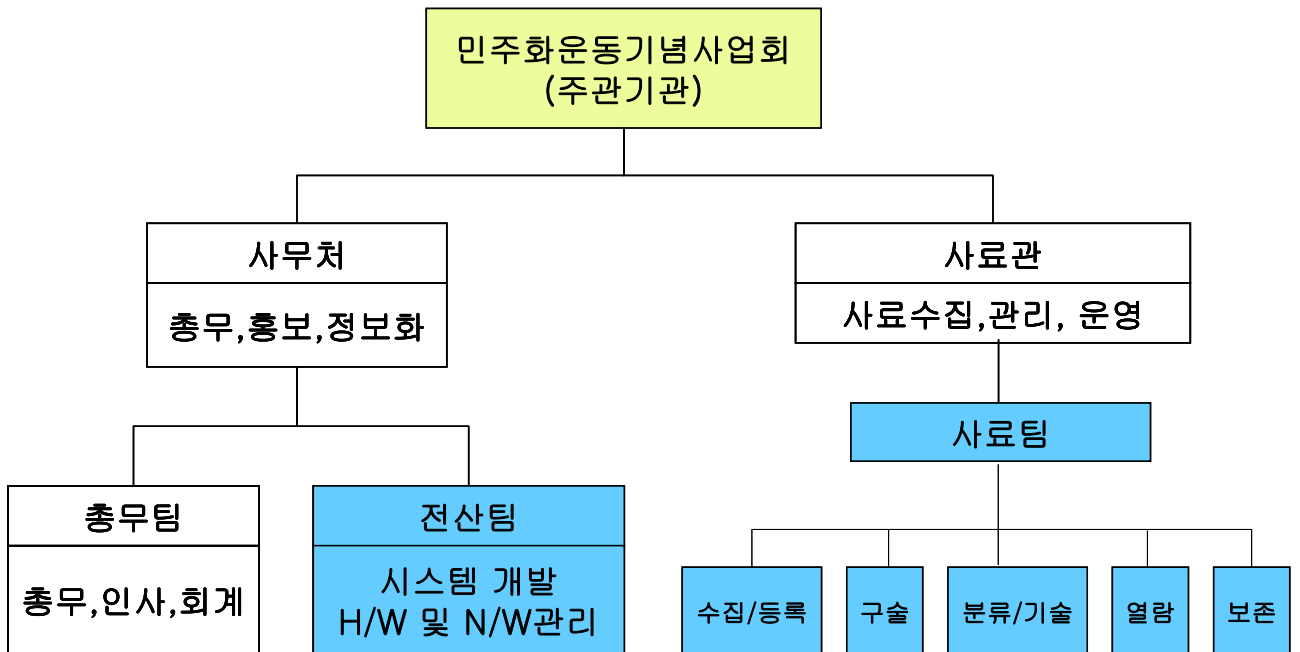 민주화운동기념사업회
(주관기관)
사무처
총무,홍보,정보화
사료관
사료수집,관리, 운영
사료팀
총무팀
총무,인사,회계
전산팀
시스템 개발
H/W 및 N/W관리
수집/등록
구술
분류/기술
열람
보존